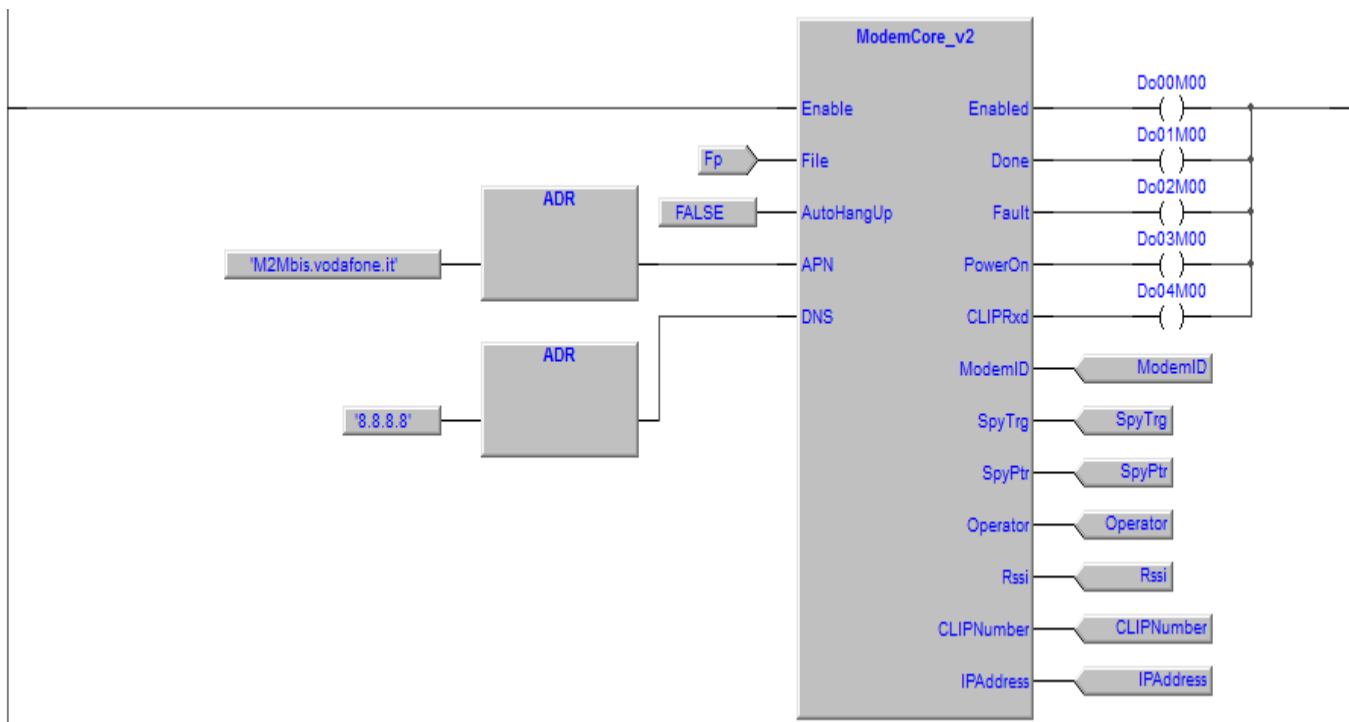 ModemCore_v2
Do00M00
Enable
Enabled
Do01M00
Fp
File
Done
Do02M00
ADR
FALSE
AutoHangUp
Fault
Do03M00
'M2Mbis.vodafone.it'
APN
PowerOn
Do04M00
DNS
CLIPRxd
ADR
ModemID
ModemID
'8.8.8.8'
SpyTrg
SpyTrg
SpyPtr
SpyPtr
Operator
Operator
Rssi
Rssi
CLIPNumber
CLIPNumber
IPAddress
IPAddress